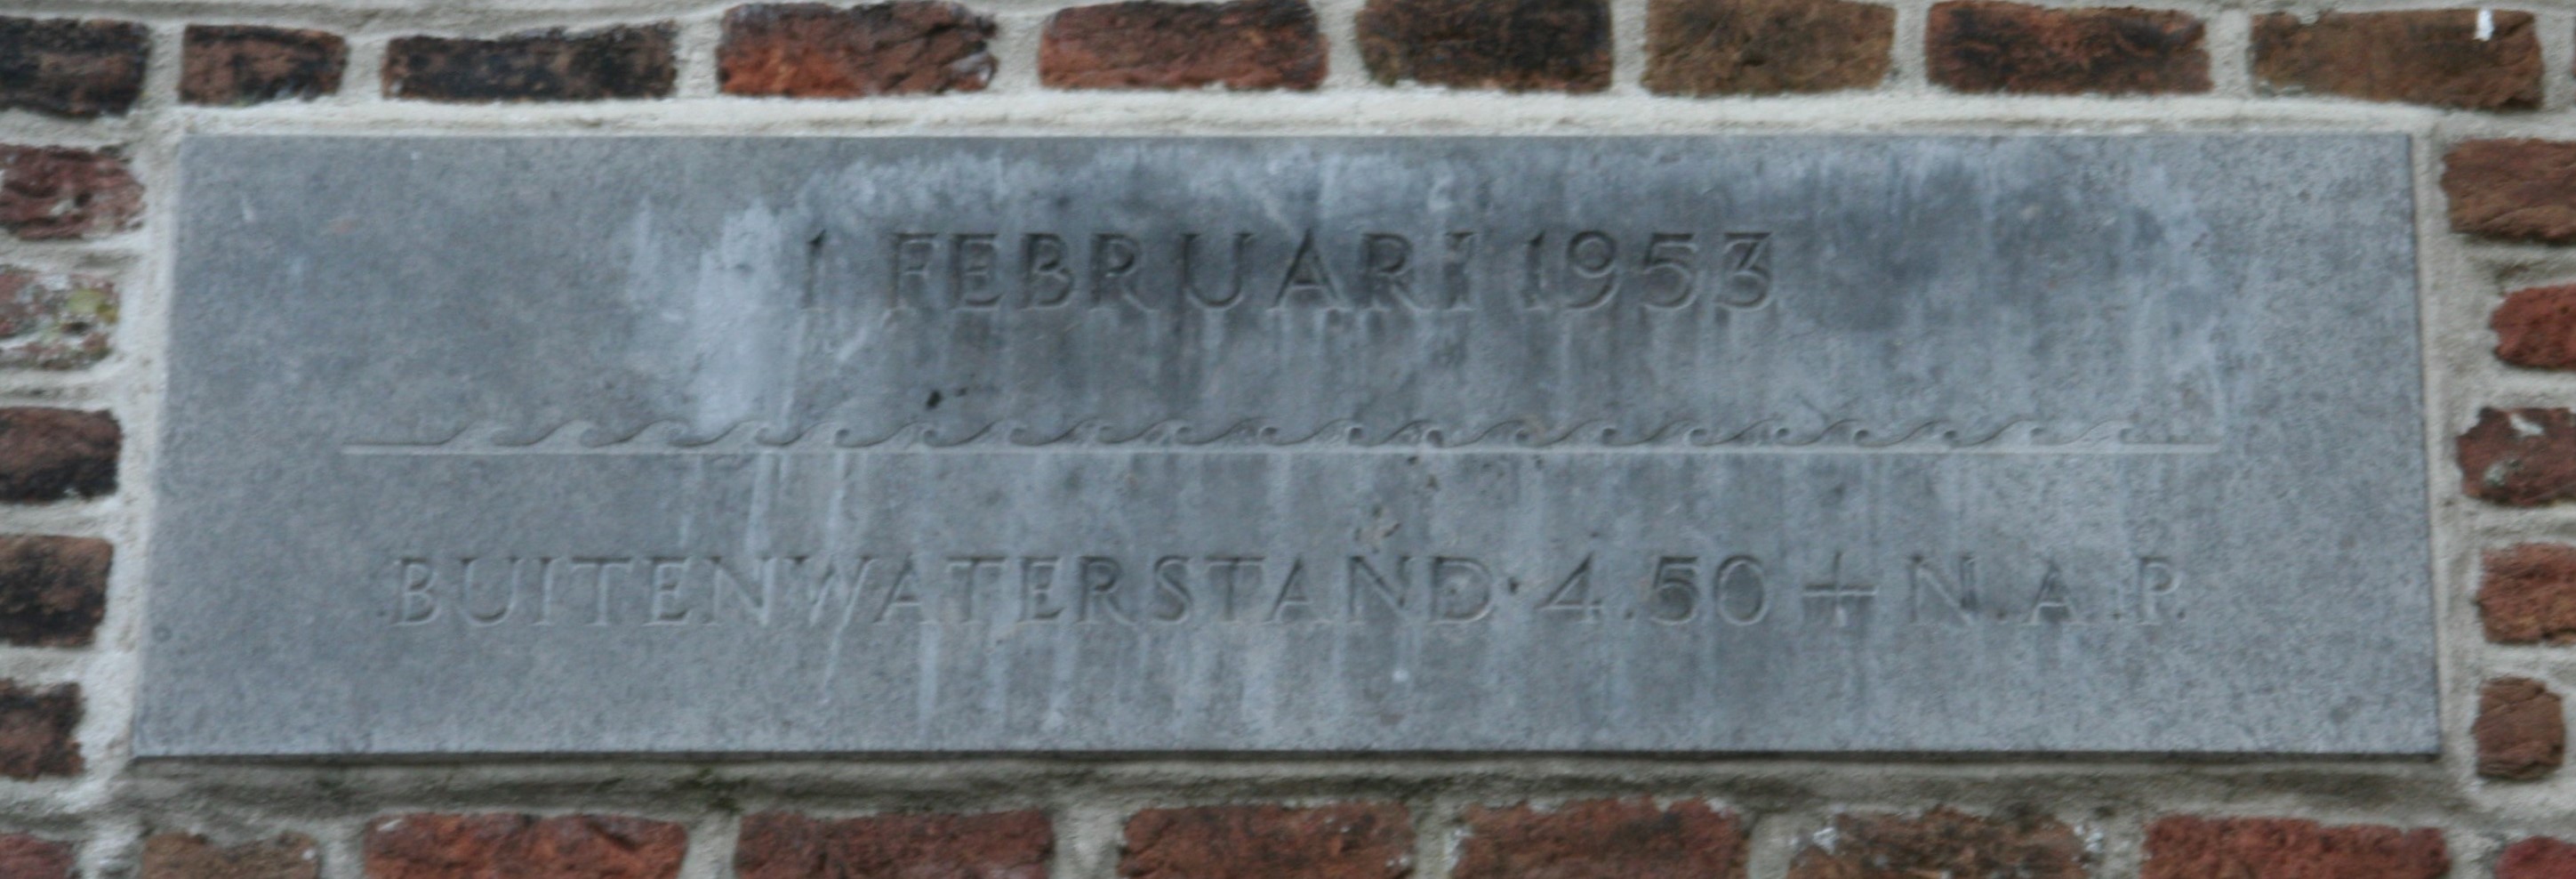 1 FEBRUARI 1953
BUITENWATERSTAND 4.50 + N.A.P.